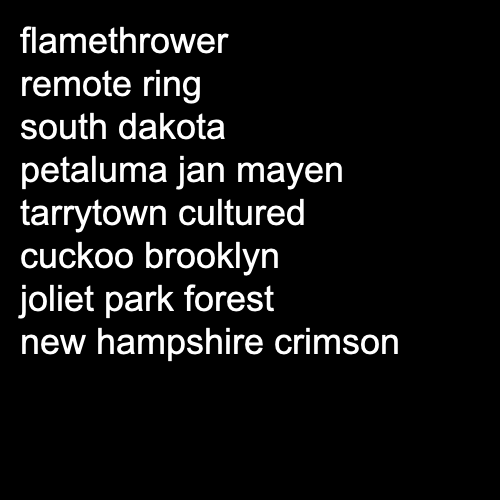 flamethrower
remote ring
south dakota
petaluma jan mayen
tarrytown cultured
cuckoo brooklyn
joliet park forest
new hampshire crimson